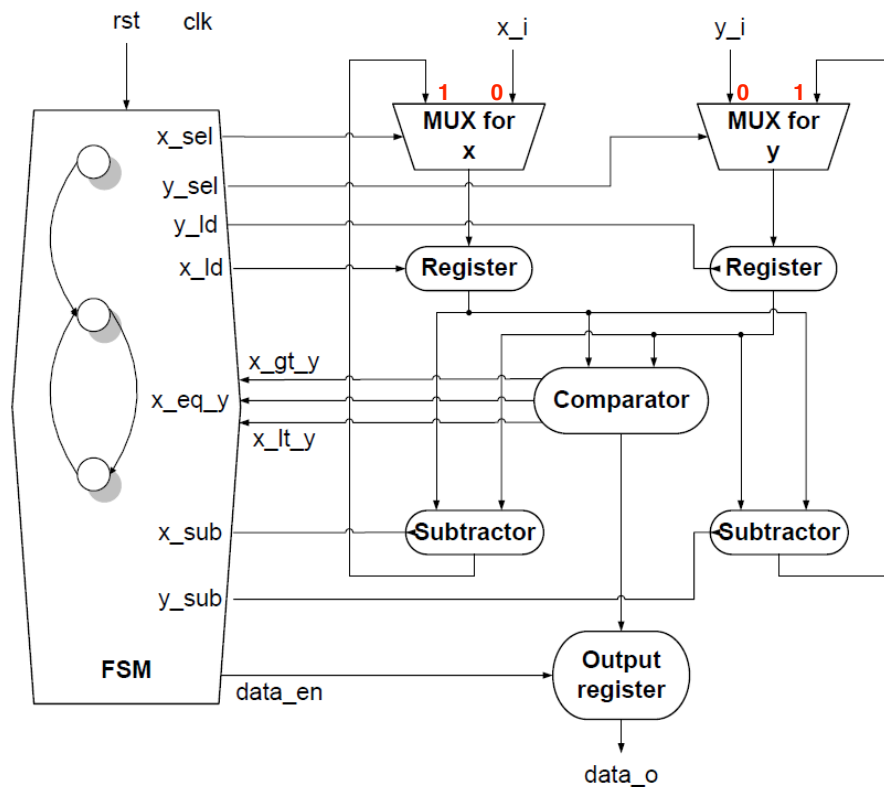 rst
clk
x_i
y_i
1
0
0
1
MUX for
x
MUX for
y
x_sel
y_sel
y_ld
x_ld
Register
Register
x_gt_y
x_eq_y
x_lt_y
Comparator
x_sub
Subtractor
Subtractor
y_sub
FSM
data_en
Output
register
data_o